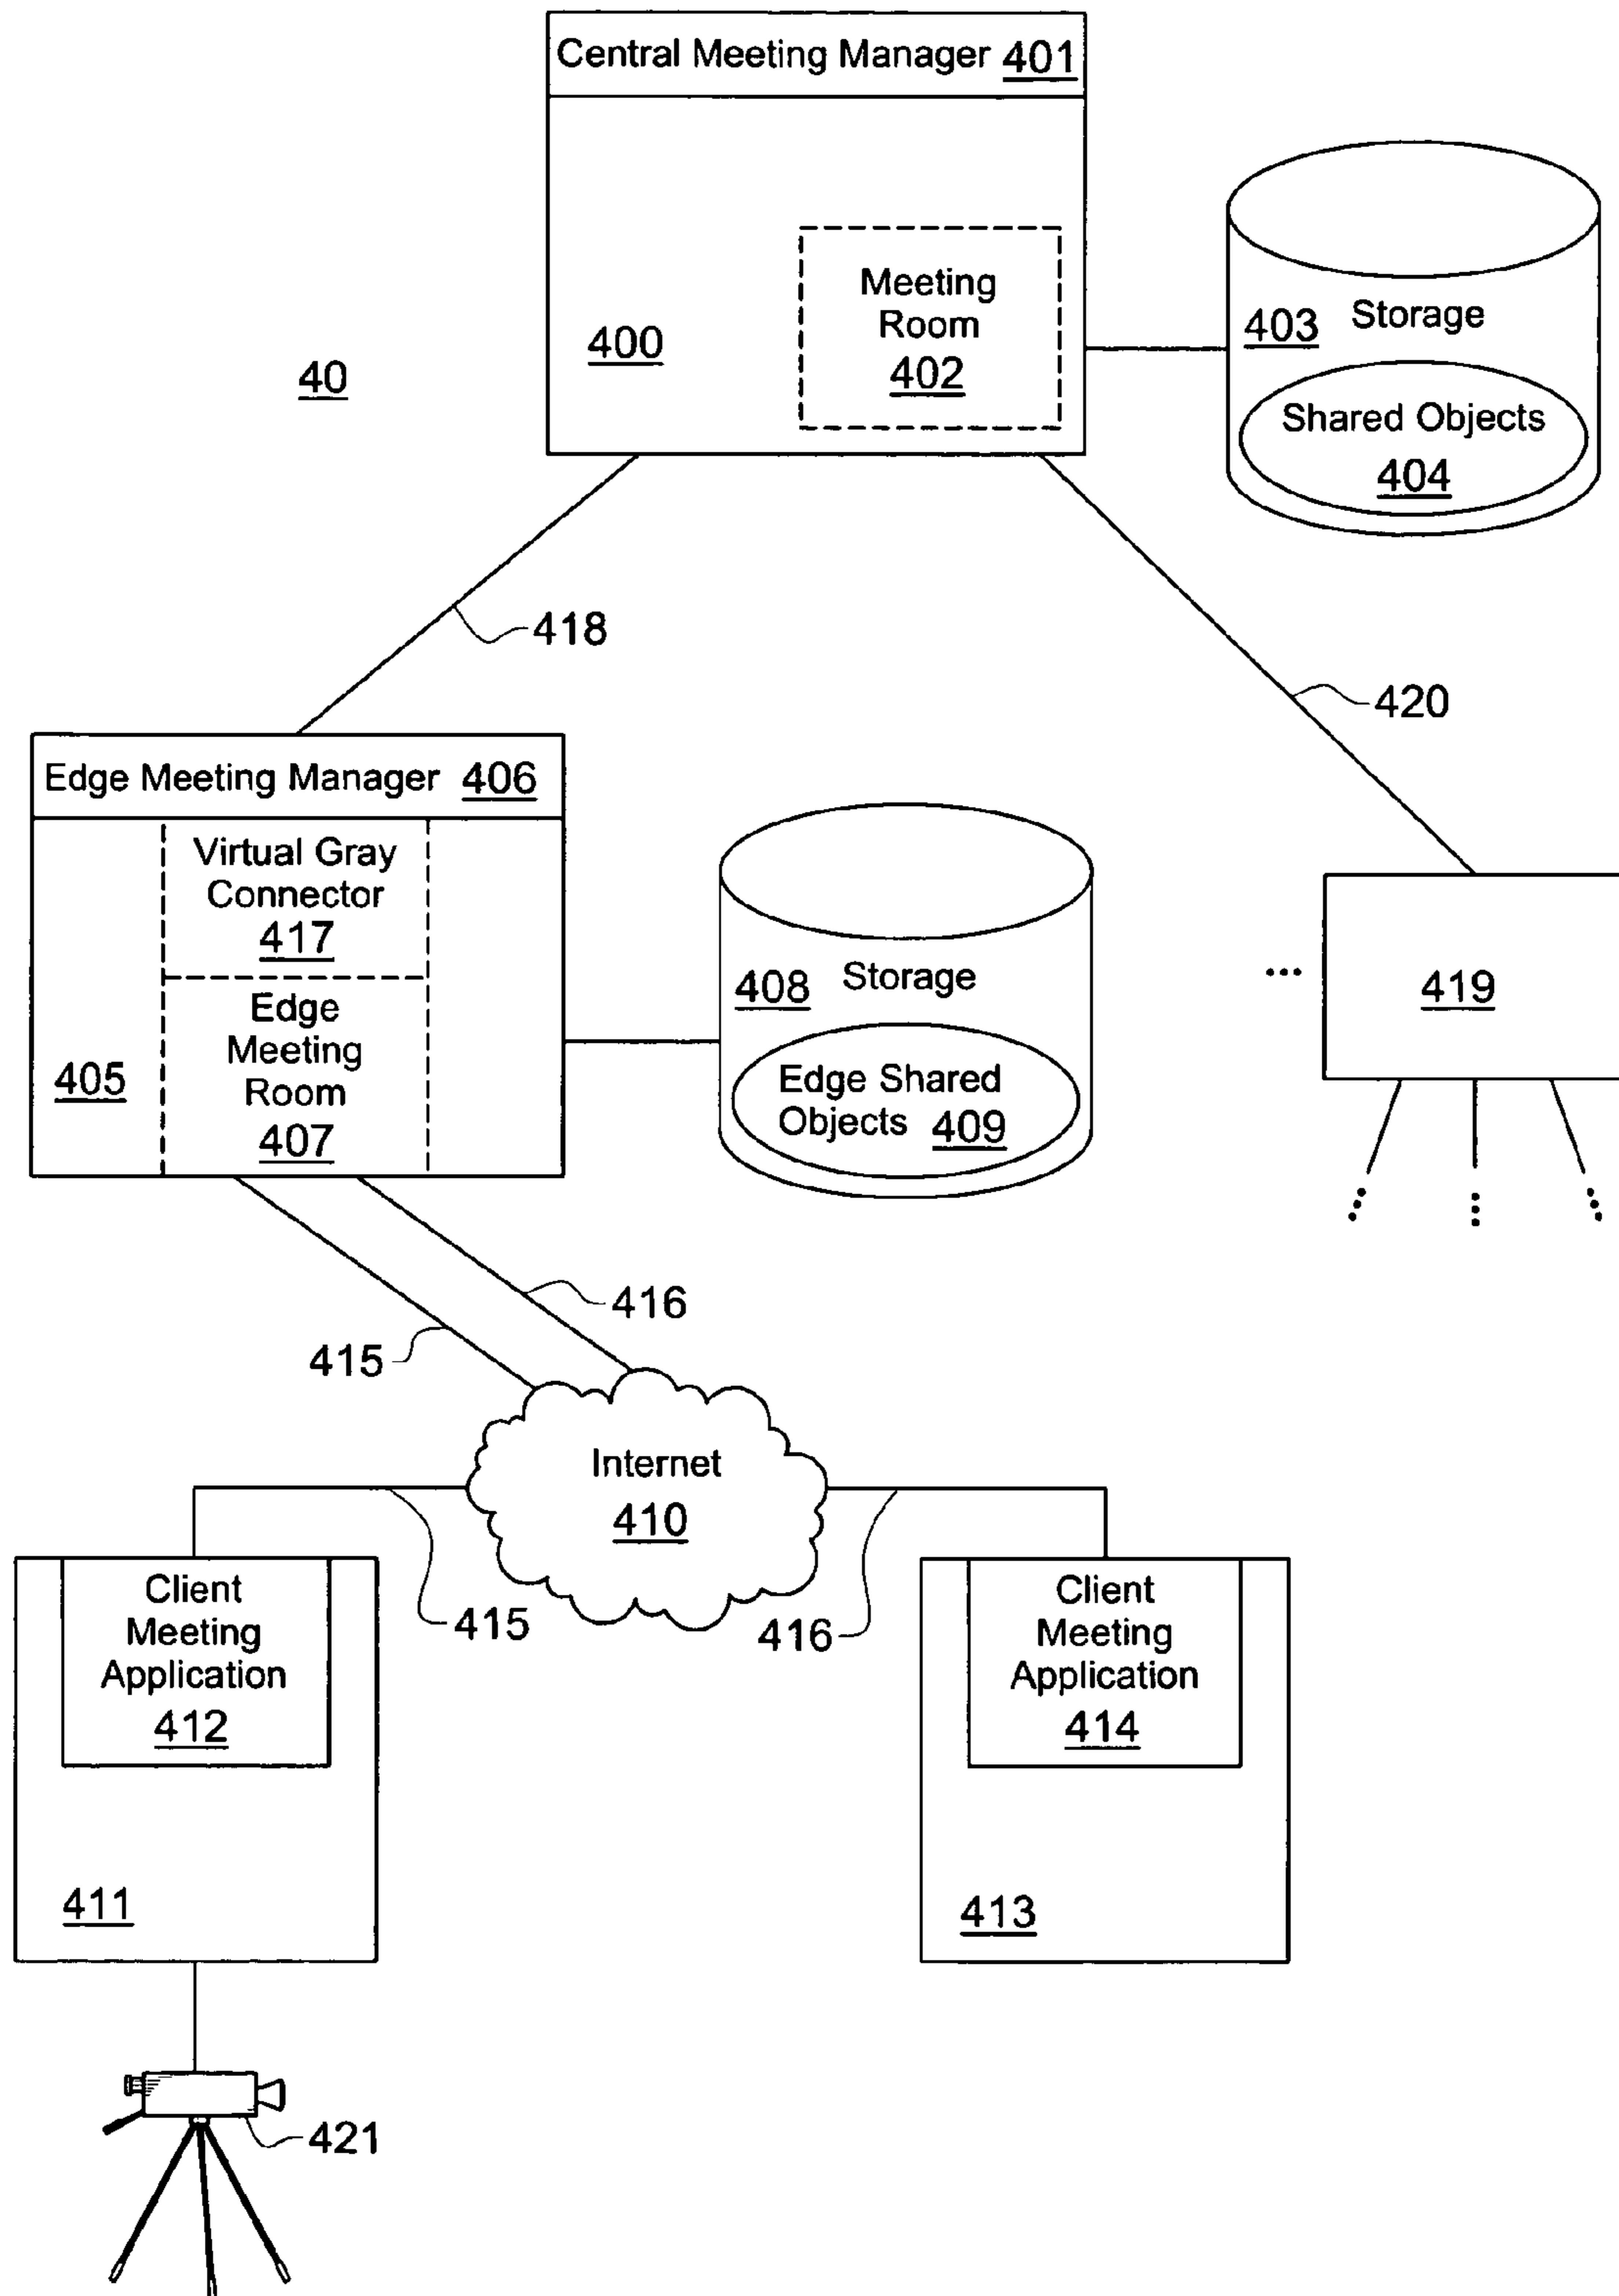 Central Meeting Manager 401
Meeting
Room
402
400
403 Storage
Shared Objects
404
40
418
420
Edge Meeting Manager 406
Virtual Gray
Connector
417
Edge
Meeting
Room
407
405
408 Storage
Edge Shared
Objects 409
...
419
...
...
...
416
415
Internet
410
415
416
Client
Meeting
Application
412
411
Client
Meeting
Application
414
413
421